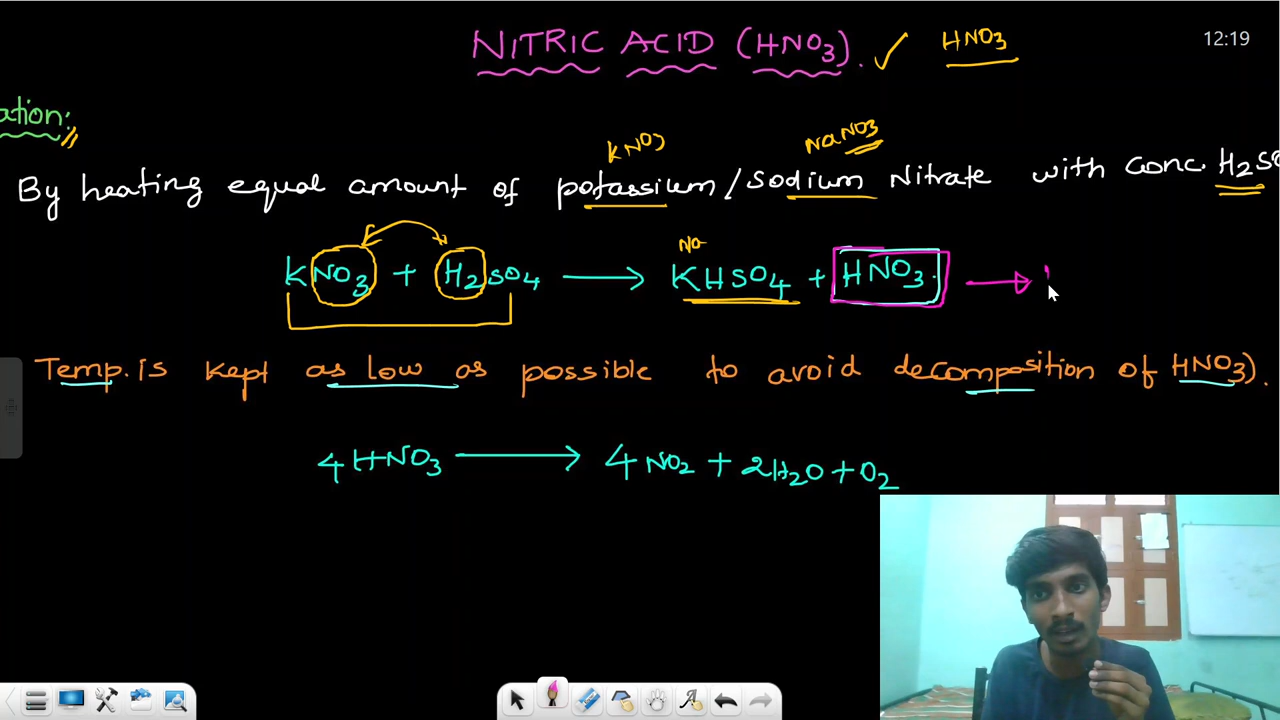 NITRIC ACID (HNO3). ✓ HNO3
12:19
ation:
KNO3 NaNO3
By heating equal amount of potassium/Sodium Nitrate with conc. H2SO
Na
KNO3 + H2SO4 → KHSO4 + HNO3 →
Temp. is kept as low as possible to avoid decomposition of HNO3).
4HNO3 → 4NO2 + 2H2O + O2